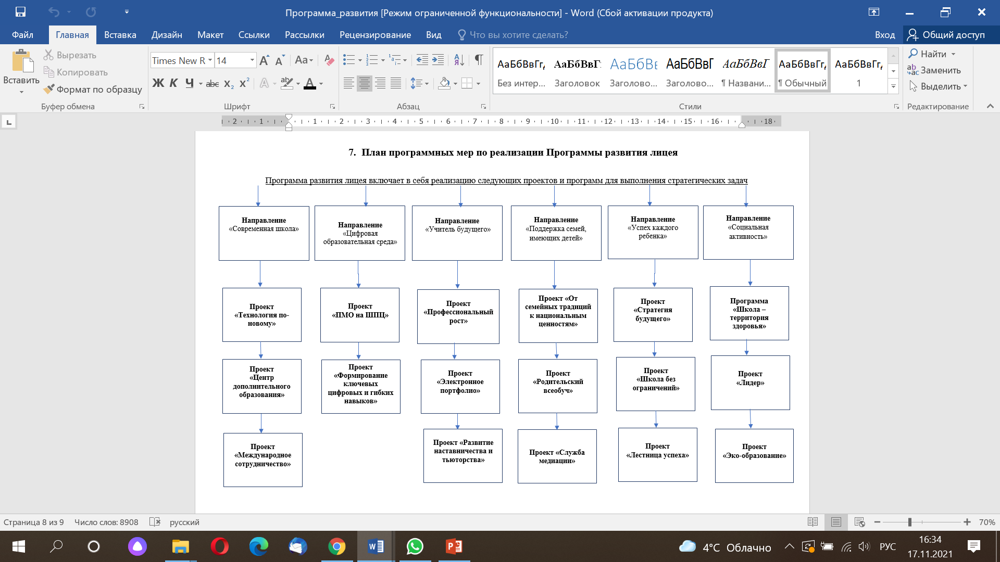 Программа_развития [Режим ограниченной функциональности] - Word (Сбой активации продукта)
Файл Главная Вставка Дизайн Макет Ссылки Рассылки Рецензирование Вид Что вы хотите сделать? Вход Общий доступ
Вставить
Вырезать
Копировать
Формат по образцу
Буфер обмена
Times New R 14
Ж К Ч abc x₂ x²
Шрифт
Абзац
АаБбВвГг, АаБбВвГг АаБбВв АаБбВвГ АаБбВвГ АаБбВвГг, АаБбВвГг,
Без интер... Заголовок Заголово... Заголово... ¶ Названи... ¶ Обычный 1
Стили
Найти
Заменить
Выделить
Редактирование
2 1 1 2 3 4 5 6 7 8 9 10 11 12 13 14 15 16 18
7. План программных мер по реализации Программы развития лицея
Программа развития лицея включает в себя реализацию следующих проектов и программ для выполнения стратегических задач
Направление
«Современная школа»
Направление
«Цифровая
образовательная среда»
Направление
«Учитель будущего»
Направление
«Поддержка семей,
имеющих детей»
Направление
«Успех каждого
ребенка»
Направление
«Социальная
активность»
Проект
«Технология по-
новому»
Проект
«ПМО на ШПЦ»
Проект
«Профессиональный
рост»
Проект «От
семейных традиций
к национальным
ценностям»
Проект
«Стратегия
будущего»
Программа
«Школа –
территория
здоровья»
Проект
«Центр
дополнительного
образования»
Проект
«Формирование
ключевых
цифровых и гибких
навыков»
Проект
«Электронное
портфолио»
Проект
«Родительский
всеобуч»
Проект
«Школа без
ограничений»
Проект
«Лидер»
Проект
«Международное
сотрудничество»
Проект «Развитие
наставничества и
тьюторства»
Проект «Служба
медиации»
Проект
«Лестница успеха»
Проект
«Эко-образование»
Страница 8 из 9 Число слов: 8908 русский 70%
4°C Облачно РУС
16:34
17.11.2021